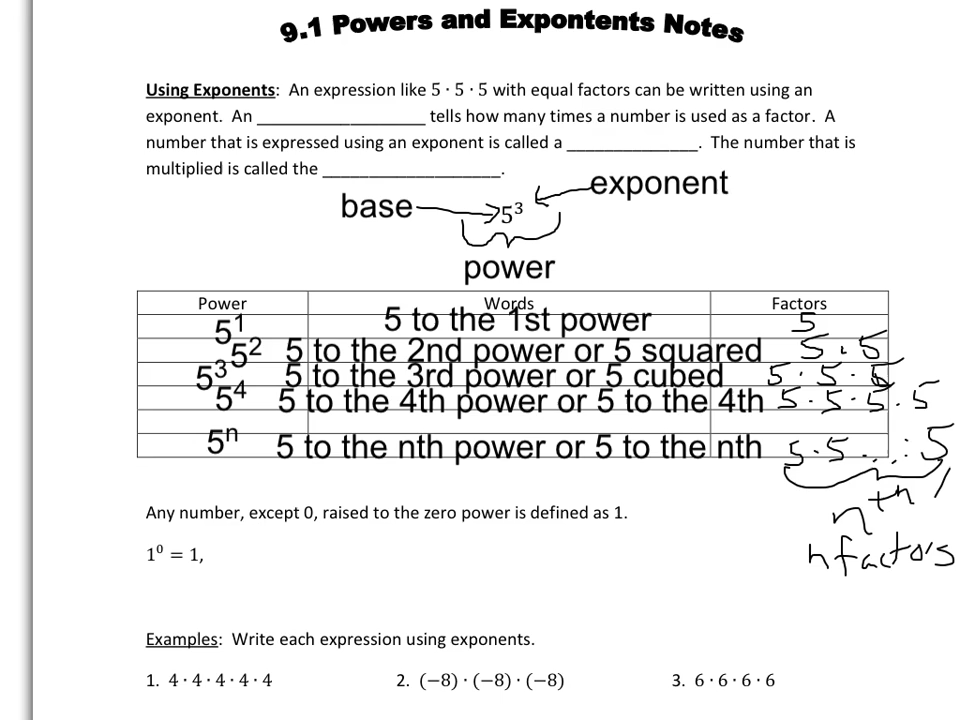 9.1 Powers and Expontents Notes
Using Exponents: An expression like 5 · 5 · 5 with equal factors can be written using an
exponent. An __________________ tells how many times a number is used as a factor. A
number that is expressed using an exponent is called a ______________. The number that is
multiplied is called the ___________________.
exponent
base 5³
power
Power Words Factors
5¹ 5 to the 1st power 5
5² 5 to the 2nd power or 5 squared 5 · 5
5³ 5 to the 3rd power or 5 cubed 5 · 5 · 5
5⁴ 5 to the 4th power or 5 to the 4th 5 · 5 · 5 · 5
5ⁿ 5 to the nth power or 5 to the nth 5 · 5 ... · 5
nth
n factors
Any number, except 0, raised to the zero power is defined as 1.
1⁰ = 1,
Examples: Write each expression using exponents.
1. 4 · 4 · 4 · 4 · 4 2. (−8) · (−8) · (−8) 3. 6 · 6 · 6 · 6